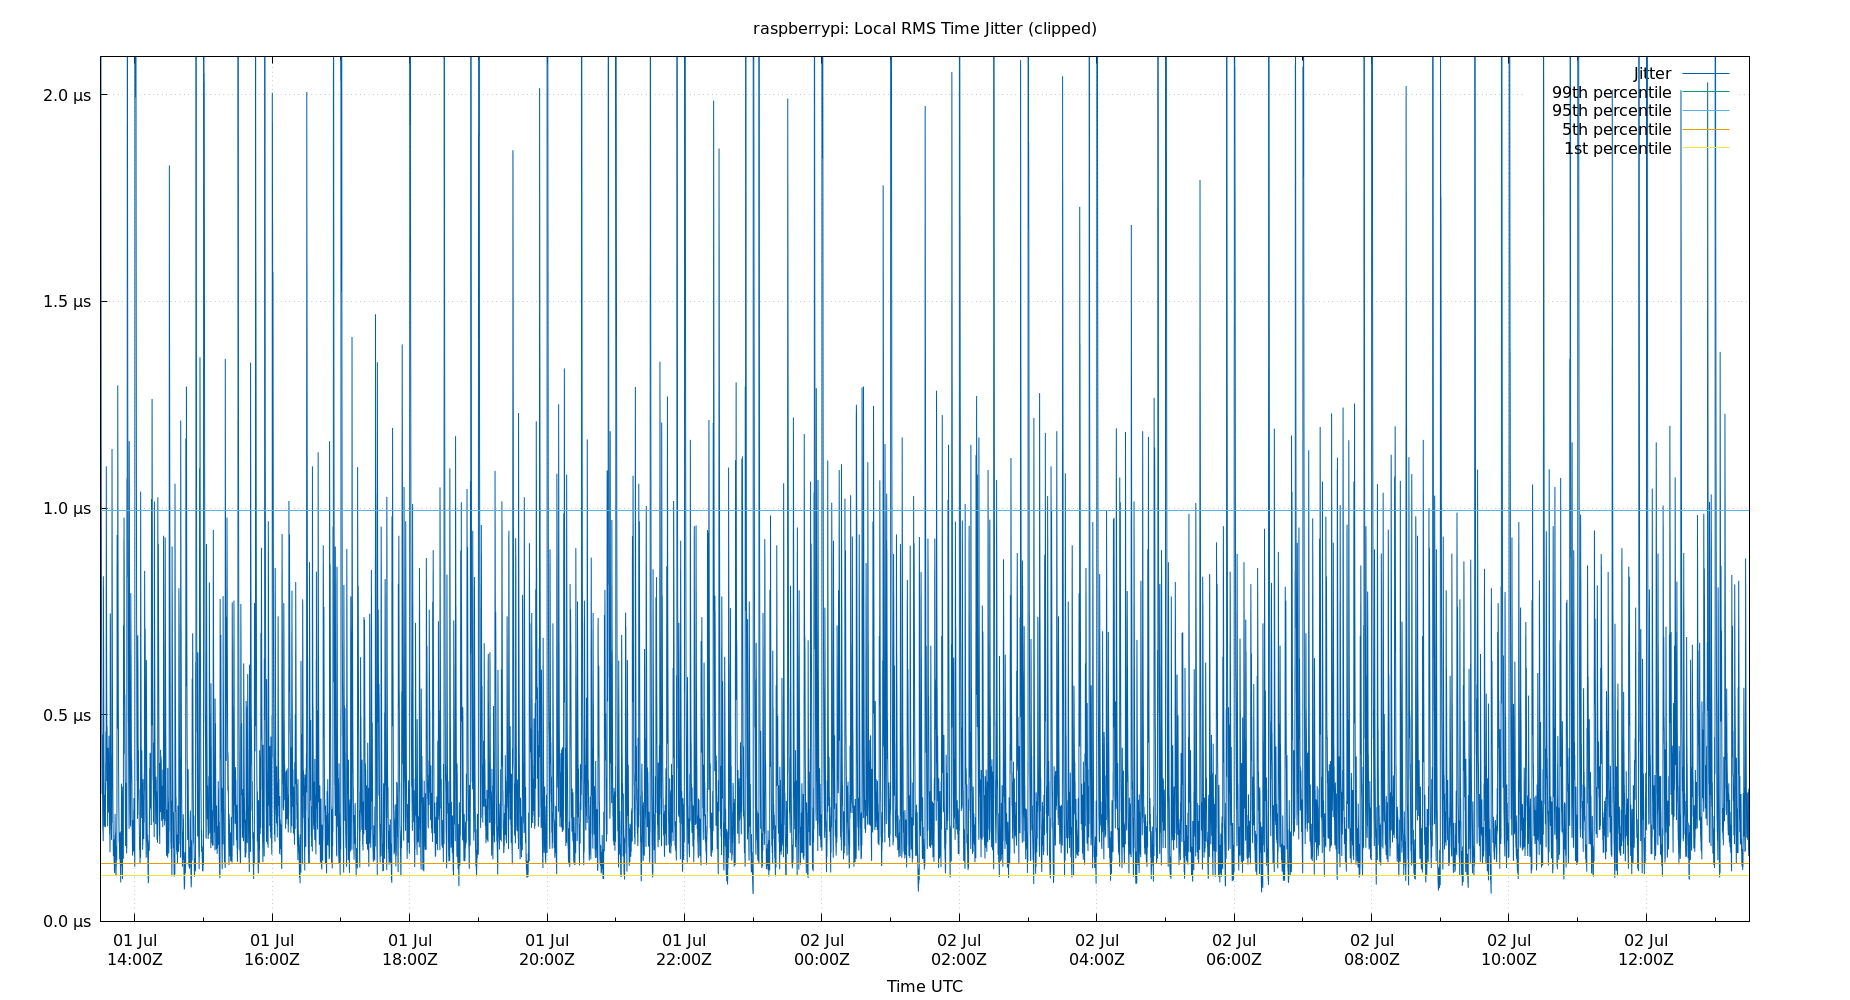 raspberrypi: Local RMS Time Jitter (clipped)
2.0 µs
1.5 µs
1.0 µs
0.5 µs
0.0 µs
Jitter
99th percentile
95th percentile
5th percentile
1st percentile
01 Jul 01 Jul 01 Jul 01 Jul 01 Jul 02 Jul 02 Jul 02 Jul 02 Jul 02 Jul 02 Jul 02 Jul
14:00Z 16:00Z 18:00Z 20:00Z 22:00Z 00:00Z 02:00Z 04:00Z 06:00Z 08:00Z 10:00Z 12:00Z
Time UTC